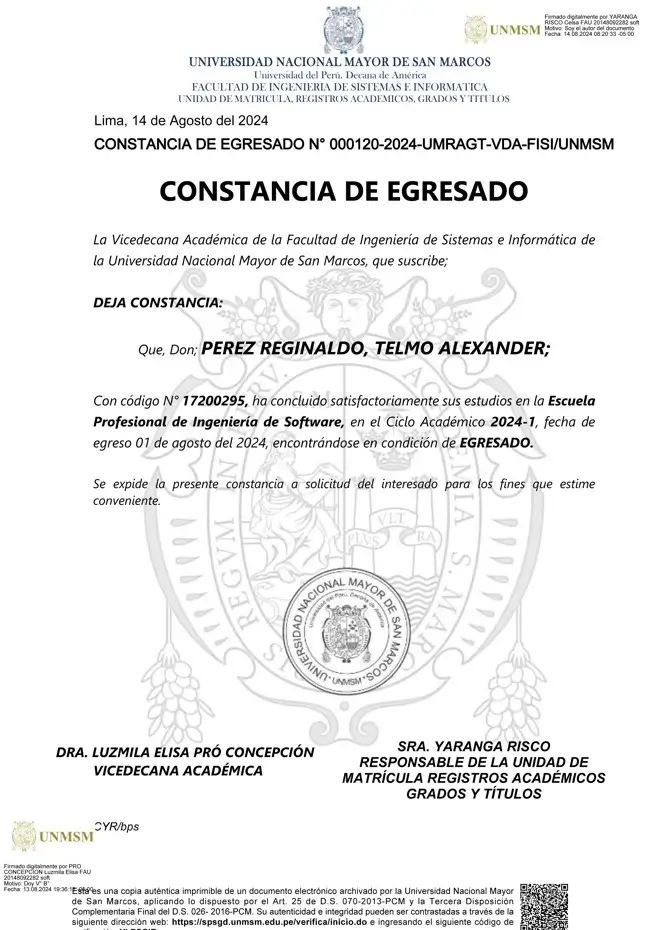 UNMSM
Firmado digitalmente por YARANGA
RISCO Celsa FAU 20148092282 soft
Motivo: Soy el autor del documento
Fecha: 14.08.2024 08:20:33 -05:00
UNIVERSIDAD NACIONAL MAYOR DE SAN MARCOS
Universidad del Perú. Decana de América
FACULTAD DE INGENIERIA DE SISTEMAS E INFORMATICA
UNIDAD DE MATRICULA, REGISTROS ACADEMICOS, GRADOS Y TITULOS
Lima, 14 de Agosto del 2024
CONSTANCIA DE EGRESADO N° 000120-2024-UMRAGT-VDA-FISI/UNMSM
CONSTANCIA DE EGRESADO
La Vicedecana Académica de la Facultad de Ingeniería de Sistemas e Informática de
la Universidad Nacional Mayor de San Marcos, que suscribe;
DEJA CONSTANCIA:
Que, Don; PEREZ REGINALDO, TELMO ALEXANDER;
Con código N° 17200295, ha concluido satisfactoriamente sus estudios en la Escuela
Profesional de Ingeniería de Software, en el Ciclo Académico 2024-1, fecha de
egreso 01 de agosto del 2024, encontrándose en condición de EGRESADO.
Se expide la presente constancia a solicitud del interesado para los fines que estime
conveniente.
PLUS VLT RA
UNIVERSIDAD NACIONAL MAYOR DE SAN MARCOS
Universidad del Perú. Decana de América
UNMSM
DRA. LUZMILA ELISA PRÓ CONCEPCIÓN
VICEDECANA ACADÉMICA
SRA. YARANGA RISCO
RESPONSABLE DE LA UNIDAD DE
MATRÍCULA REGISTROS ACADÉMICOS
GRADOS Y TÍTULOS
CYR/bps
UNMSM
Firmado digitalmente por PRO
CONCEPCION Luzmila Elisa FAU
20148092282 soft
Motivo: Doy V° B°
Fecha: 13.08.2024 19:36:
Esta es una copia auténtica imprimible de un documento electrónico archivado por la Universidad Nacional Mayor
de San Marcos, aplicando lo dispuesto por el Art. 25 de D.S. 070-2013-PCM y la Tercera Disposición
Complementaria Final del D.S. 026- 2016-PCM. Su autenticidad e integridad pueden ser contrastadas a través de la
siguiente dirección web: https://spsgd.unmsm.edu.pe/verifica/inicio.do e ingresando el siguiente código de